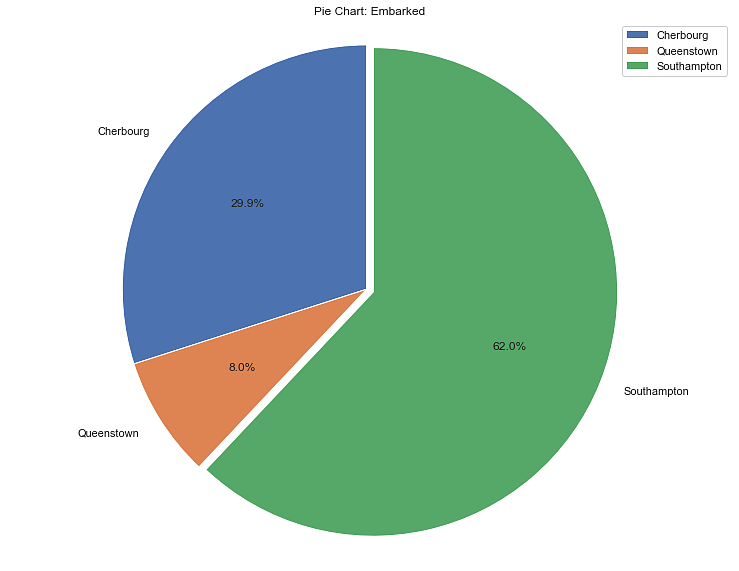 Pie Chart: Embarked
Cherbourg
Queenstown
Southampton
Cherbourg
29.9%
62.0%
8.0%
Southampton
Queenstown